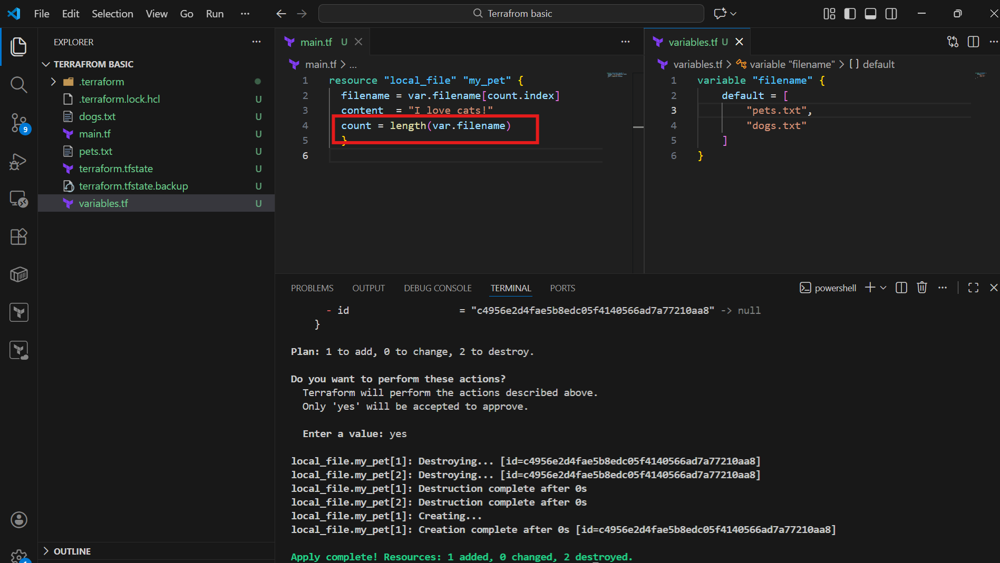 File Edit Selection View Go Run ... Terrafrom basic
EXPLORER ...
TERRAFROM BASIC
.terraform
.terraform.lock.hcl U
dogs.txt U
main.tf U
pets.txt U
terraform.tfstate U
terraform.tfstate.backup U
variables.tf U
OUTLINE
9
1
main.tf U
main.tf > ...
1 resource "local_file" "my_pet" {
2 filename = var.filename[count.index]
3 content = "I love cats!"
4 count = length(var.filename)
5 }
6
variables.tf U
variables.tf > variable "filename" > [ ] default
1 variable "filename" {
2 default = [
3 "pets.txt",
4 "dogs.txt"
5 ]
6 }
PROBLEMS OUTPUT DEBUG CONSOLE TERMINAL PORTS powershell
- id = "c4956e2d4fae5b8edc05f4140566ad7a77210aa8" -> null
}
Plan: 1 to add, 0 to change, 2 to destroy.
Do you want to perform these actions?
Terraform will perform the actions described above.
Only 'yes' will be accepted to approve.
Enter a value: yes
local_file.my_pet[1]: Destroying... [id=c4956e2d4fae5b8edc05f4140566ad7a77210aa8]
local_file.my_pet[2]: Destroying... [id=c4956e2d4fae5b8edc05f4140566ad7a77210aa8]
local_file.my_pet[1]: Destruction complete after 0s
local_file.my_pet[2]: Destruction complete after 0s
local_file.my_pet[1]: Creating...
local_file.my_pet[1]: Creation complete after 0s [id=c4956e2d4fae5b8edc05f4140566ad7a77210aa8]
Apply complete! Resources: 1 added, 0 changed, 2 destroyed.